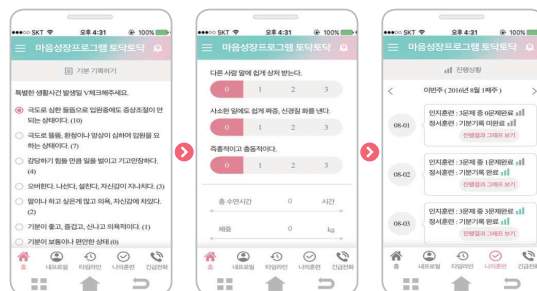 ●●●○○ SKT 오후 4:31 100%
마음성장프로그램 토닥토닥
기분 기록하기
특별한 생활사건 발생일 V체크해주세요.
극도로 심한 들뜸으로 입원중에도 증상조절이 안
되는 상태이다. (10)
극도로 들뜸, 환청이나 망상이 심하여 입원을 요
하는 상태이다. (7)
감당하기 힘들 만큼 일을 벌이고 기고만장하다.
(4)
오버한다. 나선다, 설친다, 자신감이 지나치다. (3)
말이나 하고 싶은게 많고 의욕, 자신감에 차있다.
(2)
기분이 좋고, 즐겁고, 신나고 의욕적이다. (1)
기분이 보통이나 편안한 상태 (0)
홈 내프로필 타임라인 나의훈련 긴급전화
●●●○○ SKT 오후 4:31 100%
마음성장프로그램 토닥토닥
다른 사람 말에 쉽게 상처 받는다.
0 1 2 3
사소한 일에도 쉽게 짜증, 신경질 화를 낸다.
0 1 2 3
즉흥적이고 충동적이다.
0 1 2 3
총 수면시간 0 시간
체중 0 kg
홈 내프로필 타임라인 나의훈련 긴급전화
●●●○○ SKT 오후 4:31 100%
마음성장프로그램 토닥토닥
진행상황
이번주 ( 2016년 8월 1째주 )
08-01
인지훈련 : 3문제 중 0문제완료
정서훈련 : 기분기록 미완료
진행결과 그래프 보기
08-02
인지훈련 : 3문제 중 1문제완료
정서훈련 : 기분기록 완료
진행결과 그래프 보기
08-03
인지훈련 : 3문제 중 3문제완료
정서훈련 : 기분기록 완료
진행결과 그래프 보기
홈 내프로필 타임라인 나의훈련 긴급전화